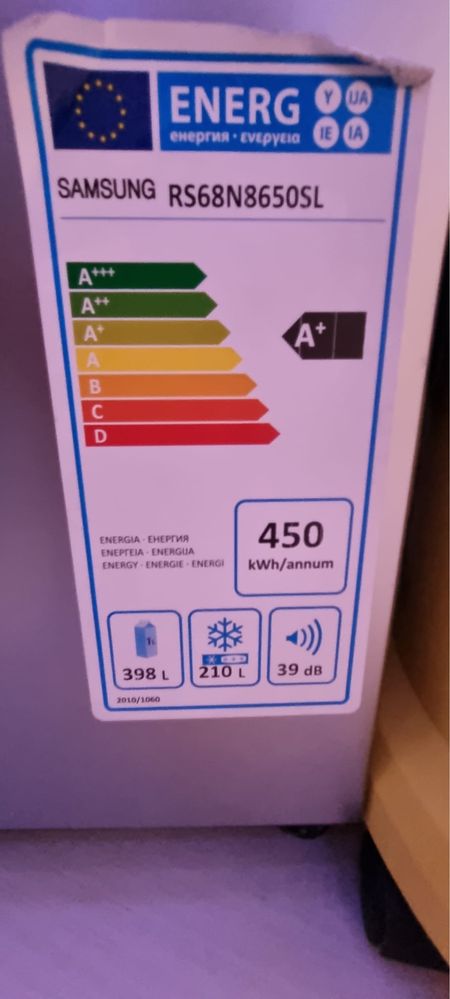 ENERG Y UA
енергия · ενεργεια IE IA
SAMSUNG RS68N8650SL
A+++
A++
A+
A+
A
B
C
D
ENERGIA · ЕНЕРГИЯ
ΕΝΕΡΓΕΙΑ · ENERGIJA
ENERGY · ENERGIE · ENERGI
450
kWh/annum
1L
398 L
210 L
39 dB
2010/1060